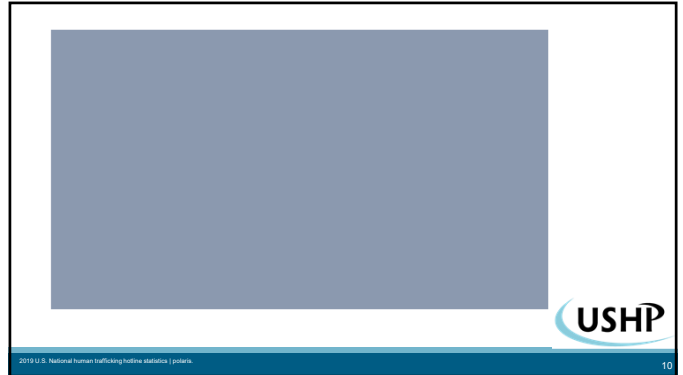 USHP
2019 U.S. National human trafficking hotline statistics | polaris.
10